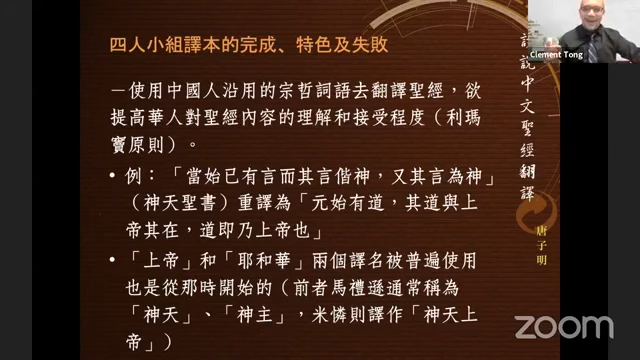 四人小組譯本的完成、特色及失敗
－使用中國人沿用的宗哲詞語去翻譯聖經，欲
提高華人對聖經內容的理解和接受程度（利瑪
竇原則）。
• 例：「當始已有言而其言偕神，又其言為神」
（神天聖書）重譯為「元始有道，其道與上
帝共在，道即乃上帝也」
• 「上帝」和「耶和華」兩個譯名被普遍使用
也是從那時開始的（前者馬禮遜通常稱為
「神天」、「神主」，米憐則譯作「神天上
帝」）
說中文聖經翻譯
唐子明
Clement Tong
zoom